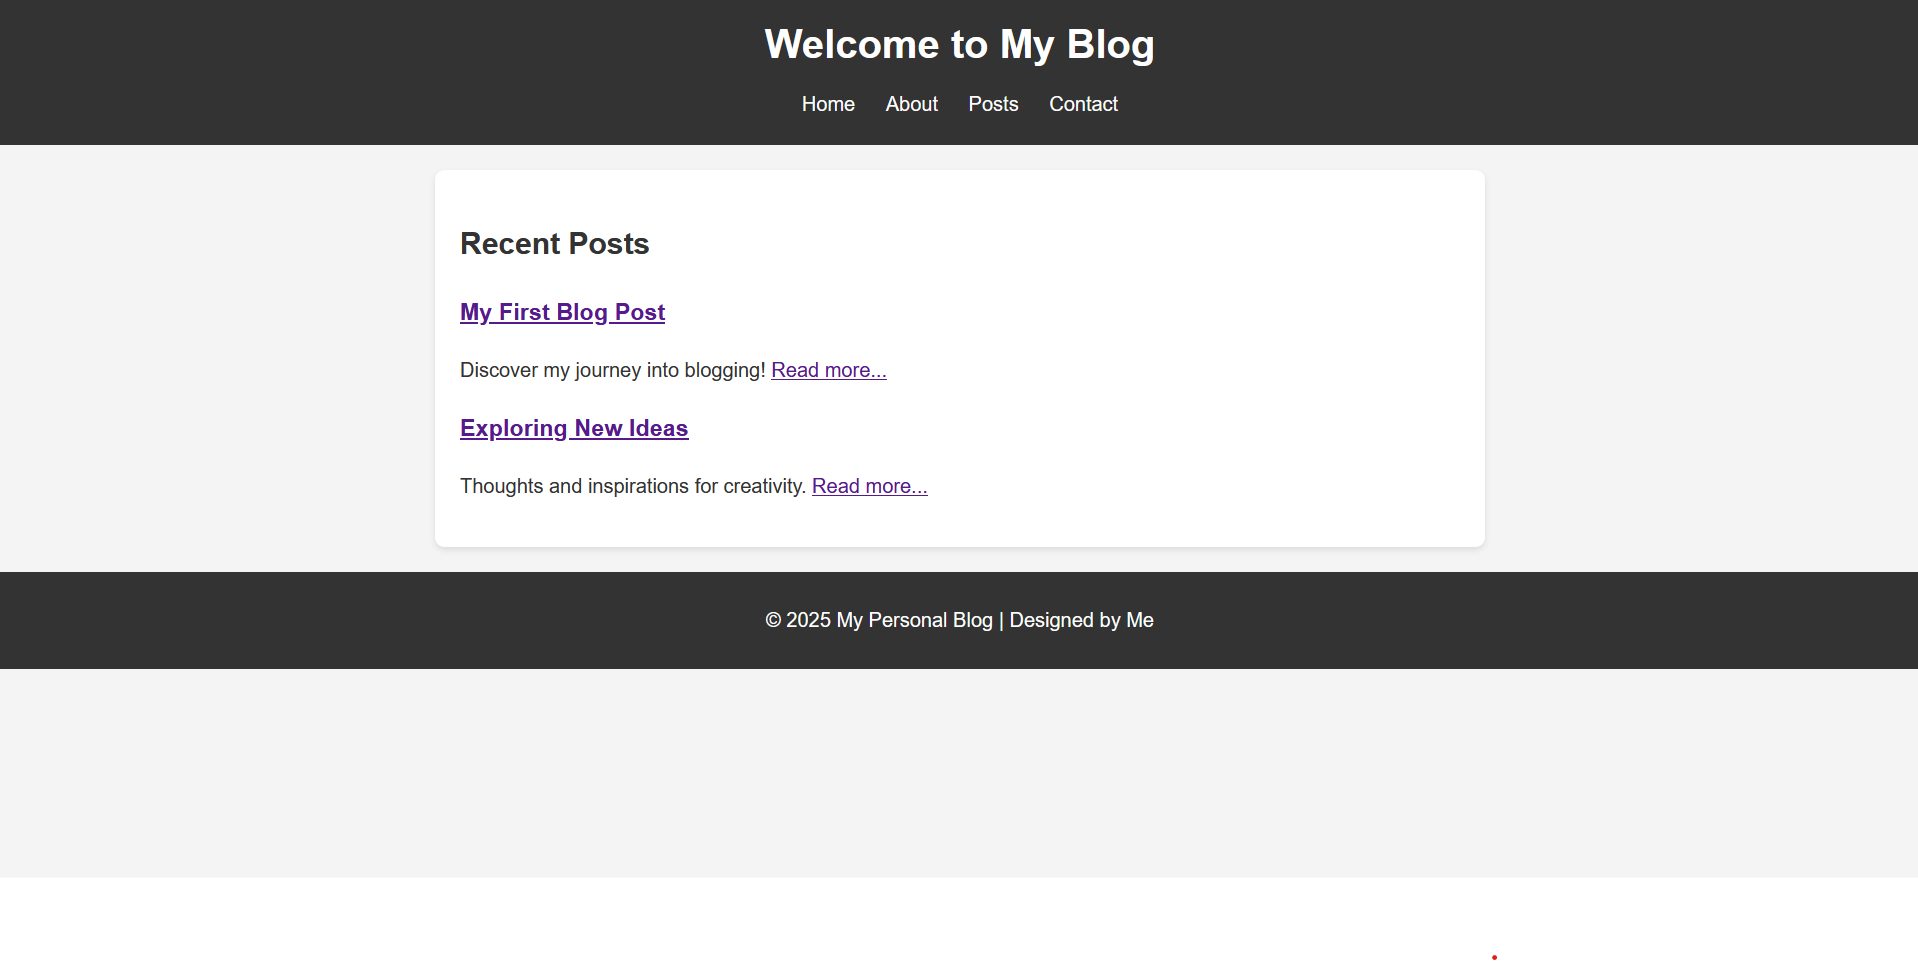 Welcome to My Blog
Home About Posts Contact
Recent Posts
My First Blog Post
Discover my journey into blogging! Read more...
Exploring New Ideas
Thoughts and inspirations for creativity. Read more...
© 2025 My Personal Blog | Designed by Me